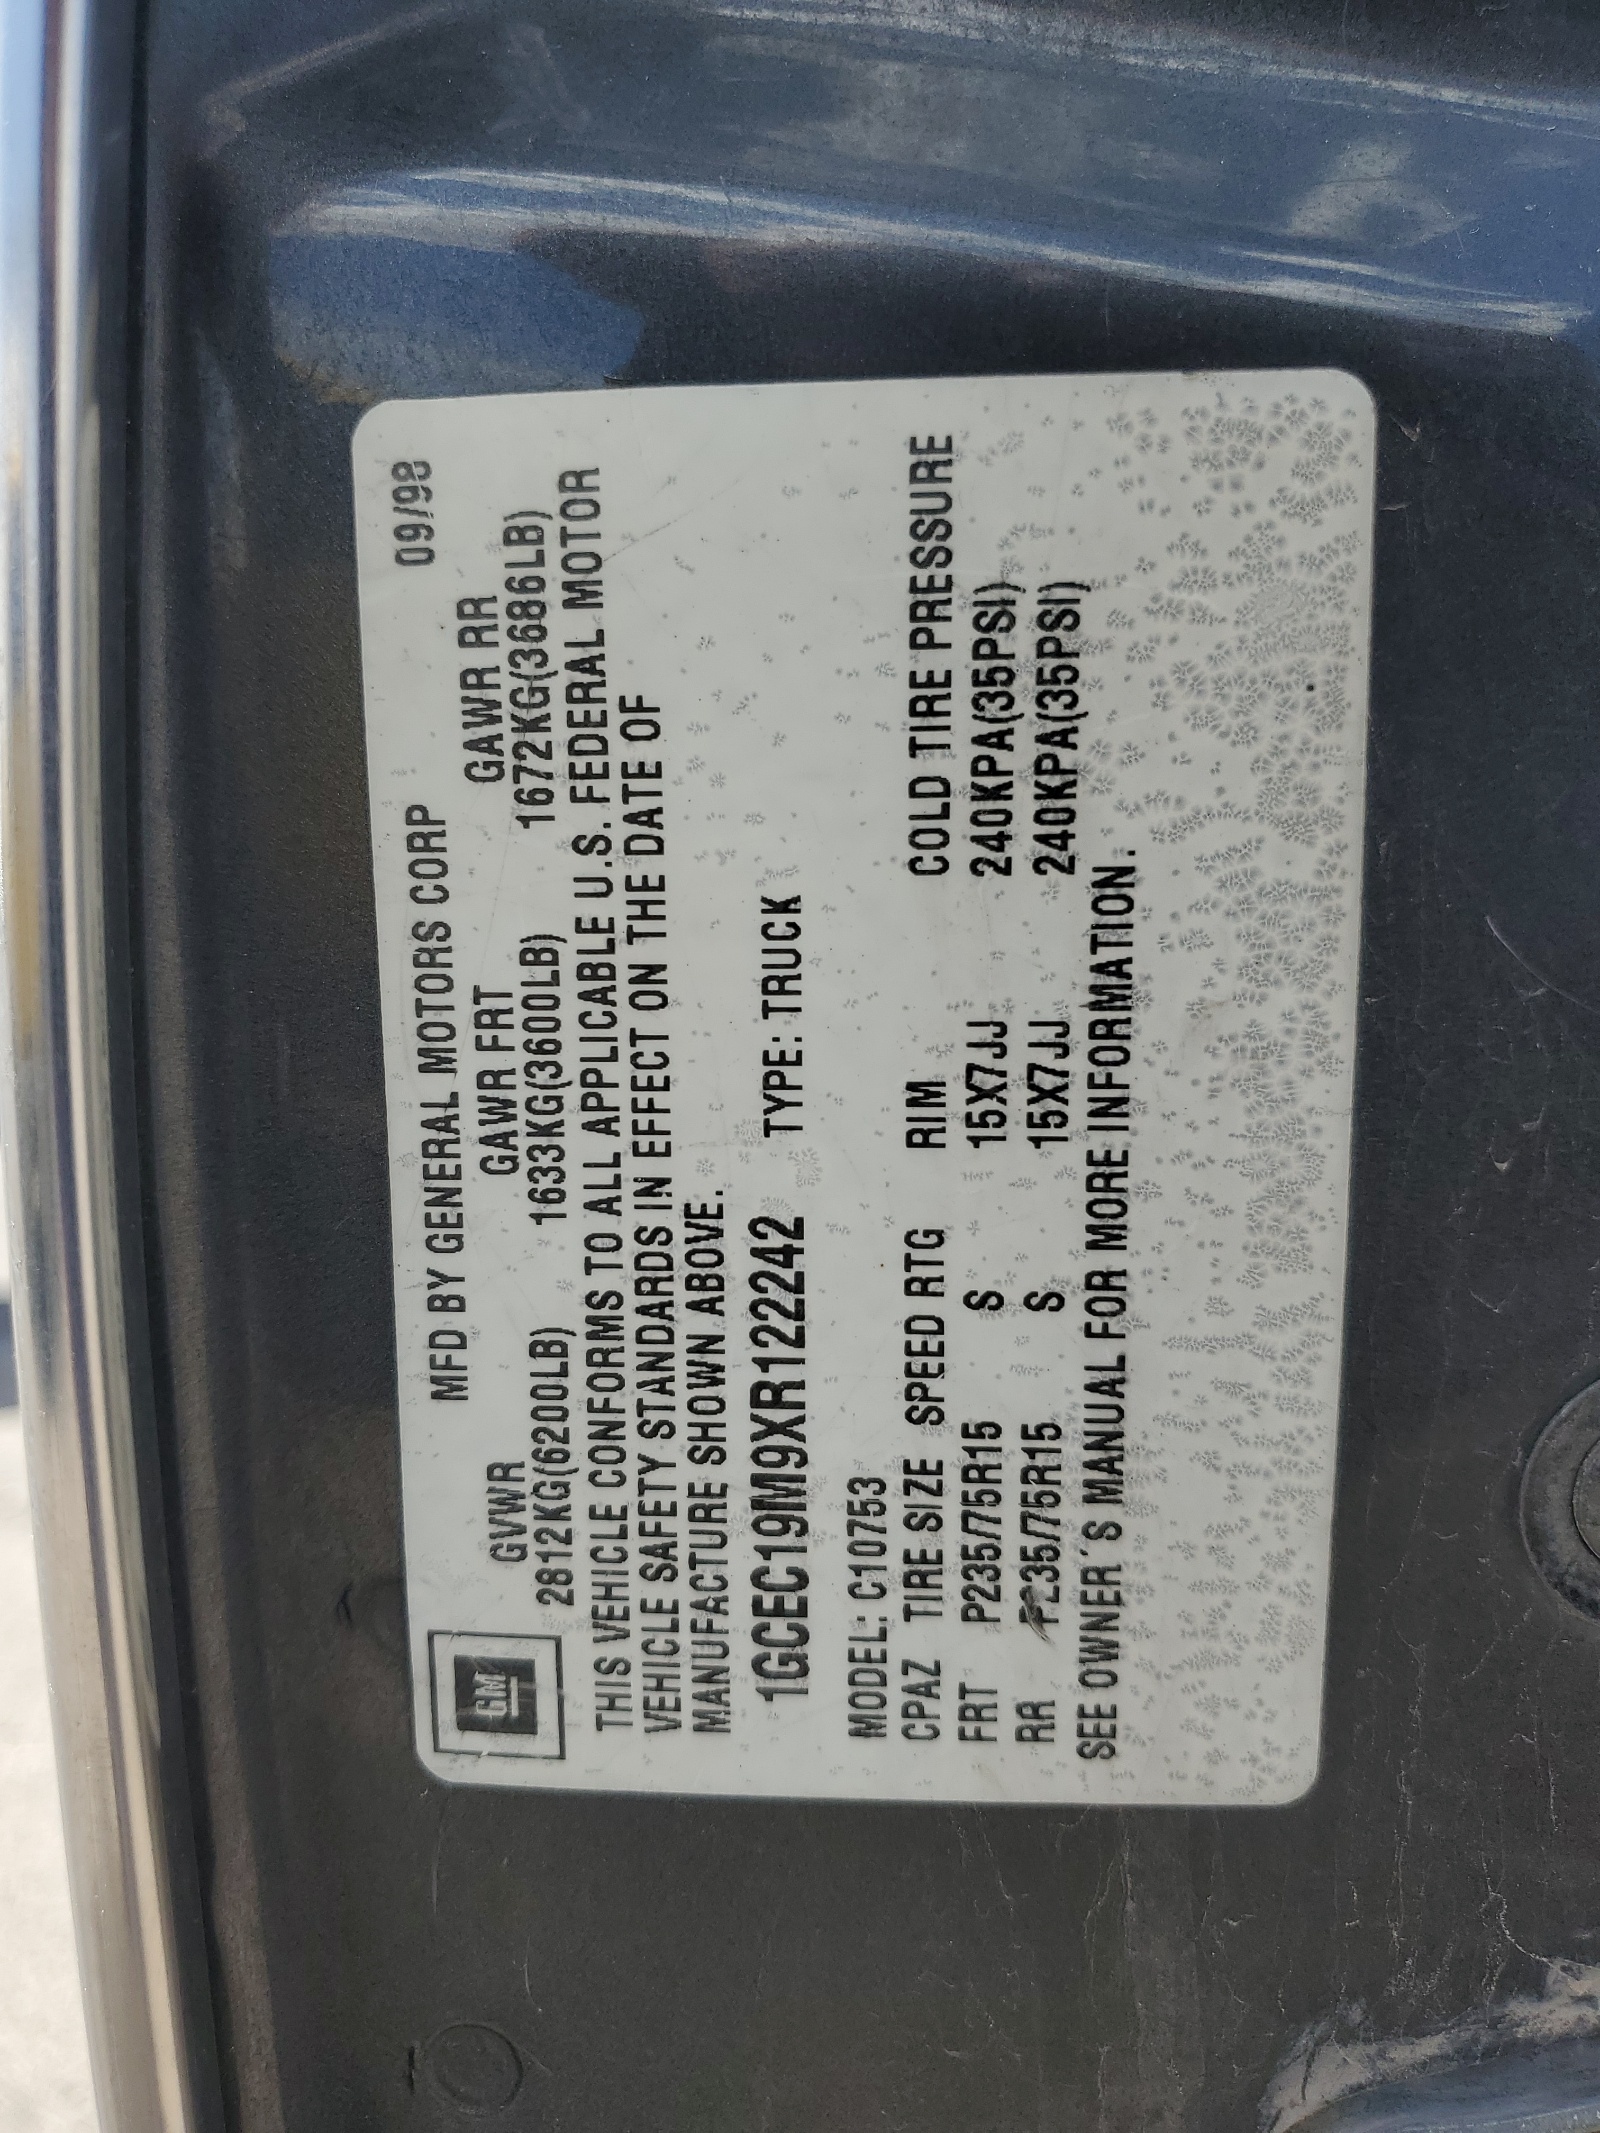 GM
MFD BY GENERAL MOTORS CORP 09/98
GVWR GAWR FRT GAWR RR
2812KG(6200LB) 1633KG(3600LB) 1672KG(3686LB)
THIS VEHICLE CONFORMS TO ALL APPLICABLE U.S. FEDERAL MOTOR
VEHICLE SAFETY STANDARDS IN EFFECT ON THE DATE OF
MANUFACTURE SHOWN ABOVE.
1GCEC19M9XR122242 TYPE: TRUCK
MODEL: C10753
CPAZ TIRE SIZE SPEED RTG RIM COLD TIRE PRESSURE
FRT P235/75R15 S 15X7JJ 240KPA(35PSI)
RR P235/75R15 S 15X7JJ 240KPA(35PSI)
SEE OWNER'S MANUAL FOR MORE INFORMATION.